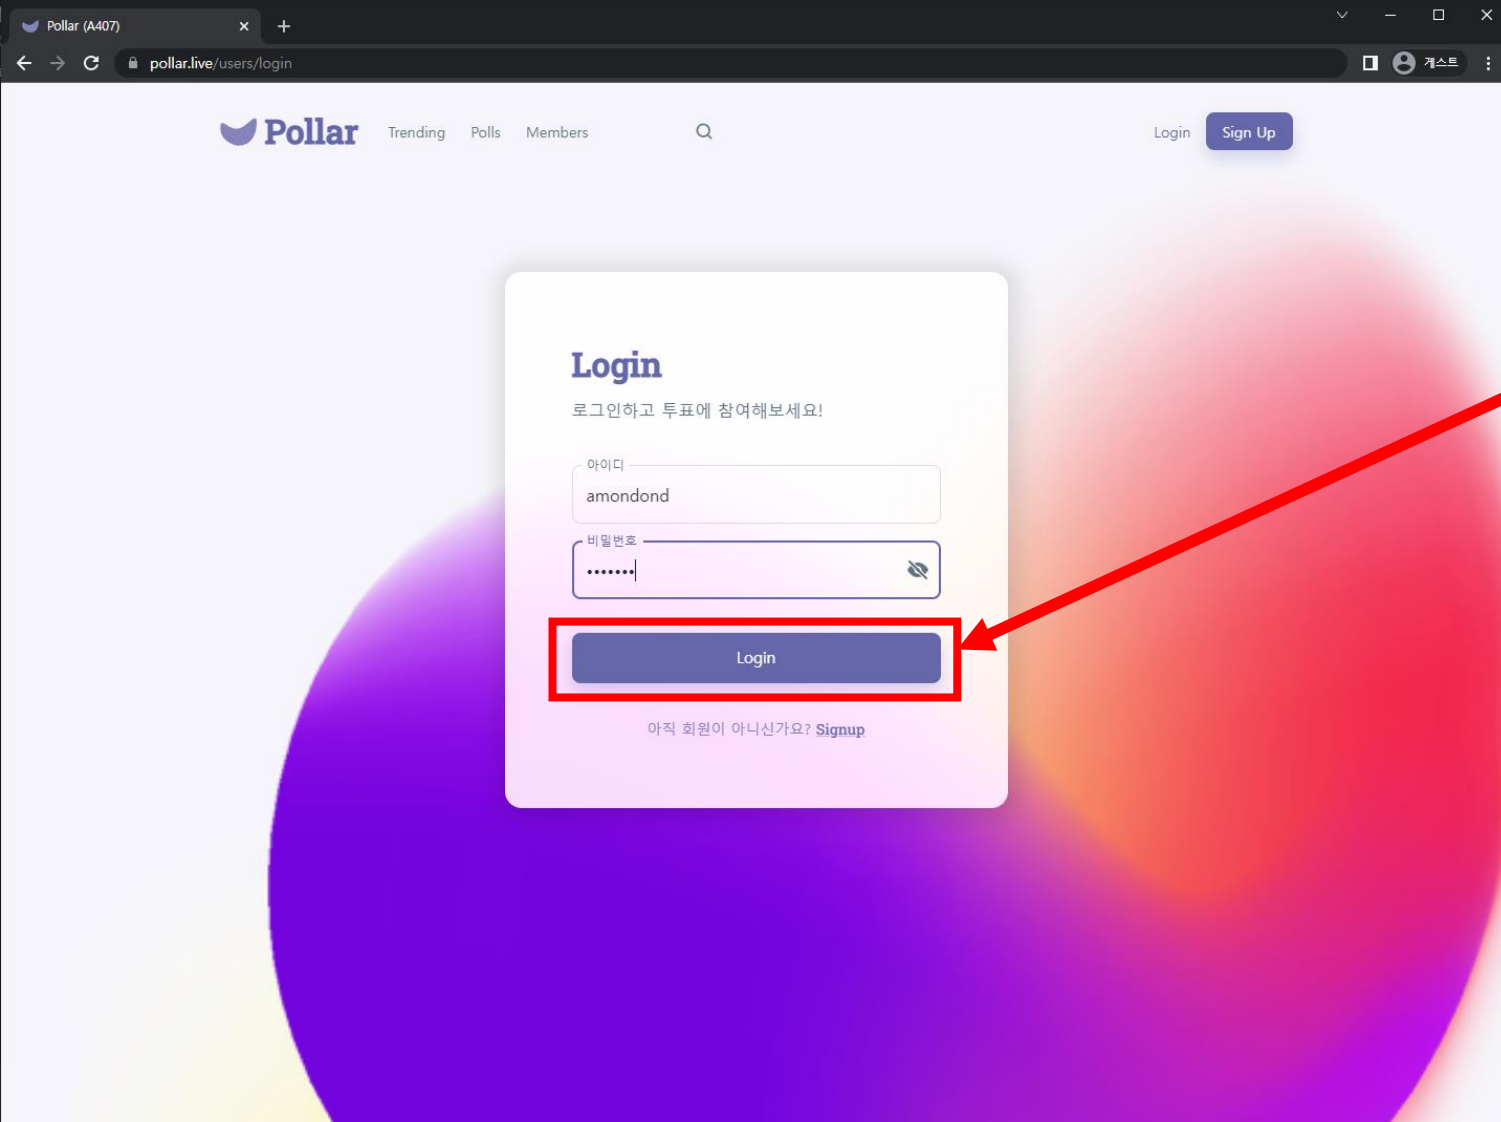 Pollar (A407)
pollar.live/users/login
게스트
Pollar Trending Polls Members
Login Sign Up
Login
로그인하고 투표에 참여해보세요!
아이디
amondond
비밀번호
•••••••
Login
아직 회원이 아니신가요? Signup